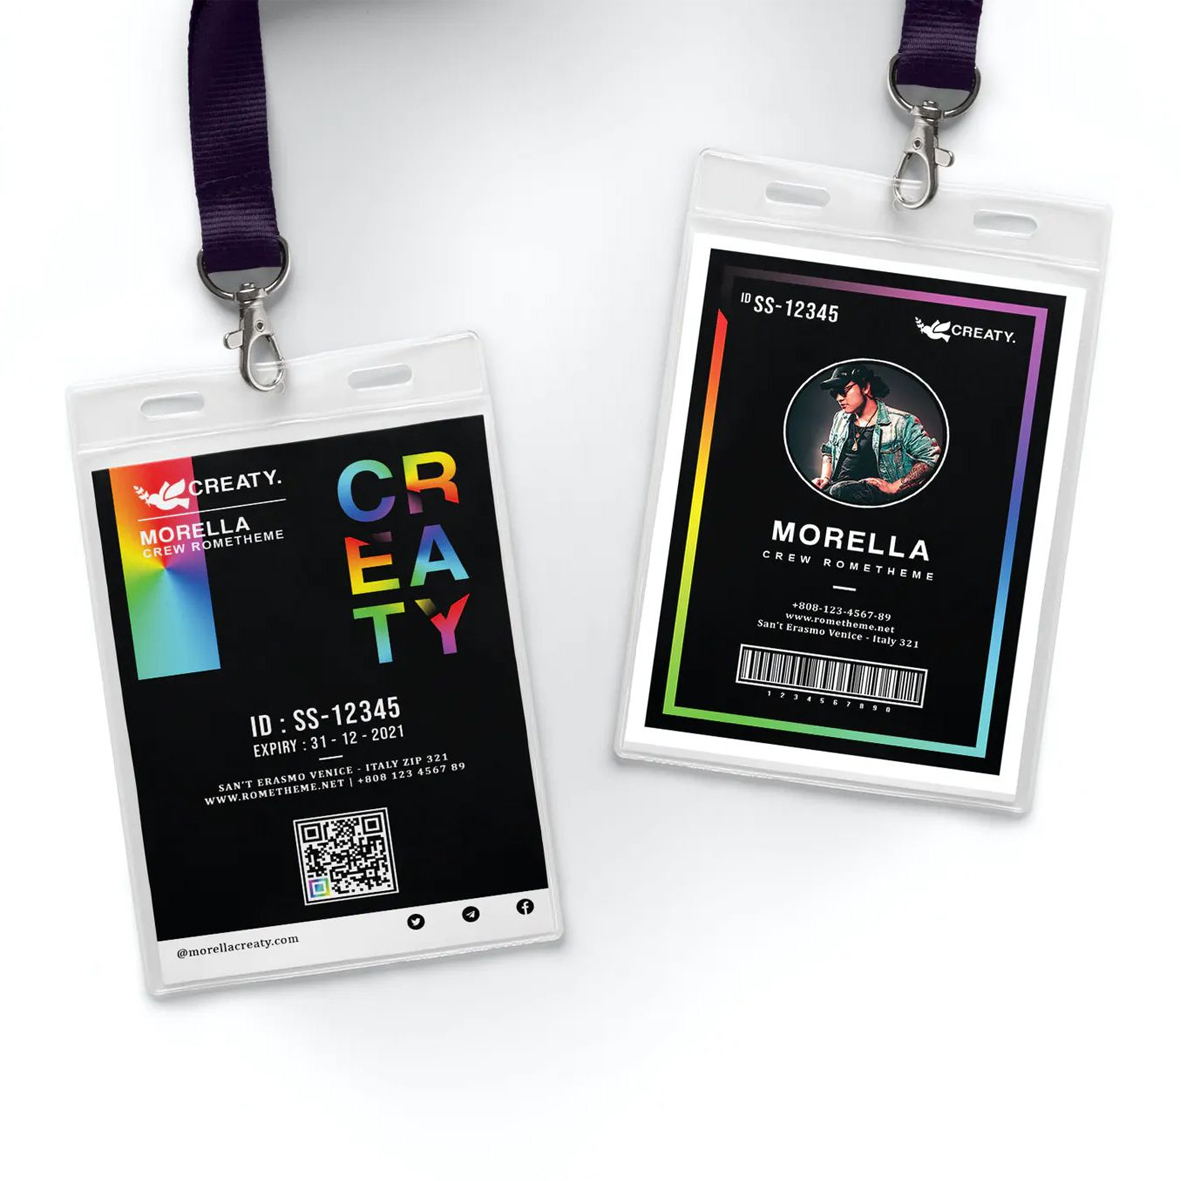 CREATY.
MORELLA
CREW ROMETHEME
CR
EA
TY
ID : SS-12345
EXPIRY : 31 - 12 - 2021
SAN'T ERASMO VENICE - ITALY ZIP 321
WWW.ROMETHEME.NET | +808 123 4567 89
@morellacreaty.com
ID SS-12345
CREATY.
MORELLA
CREW ROMETHEME
+808-123-4567-89
www.rometheme.net
San't Erasmo Venice - Italy 321
1 2 3 4 5 6 7 8 9 0